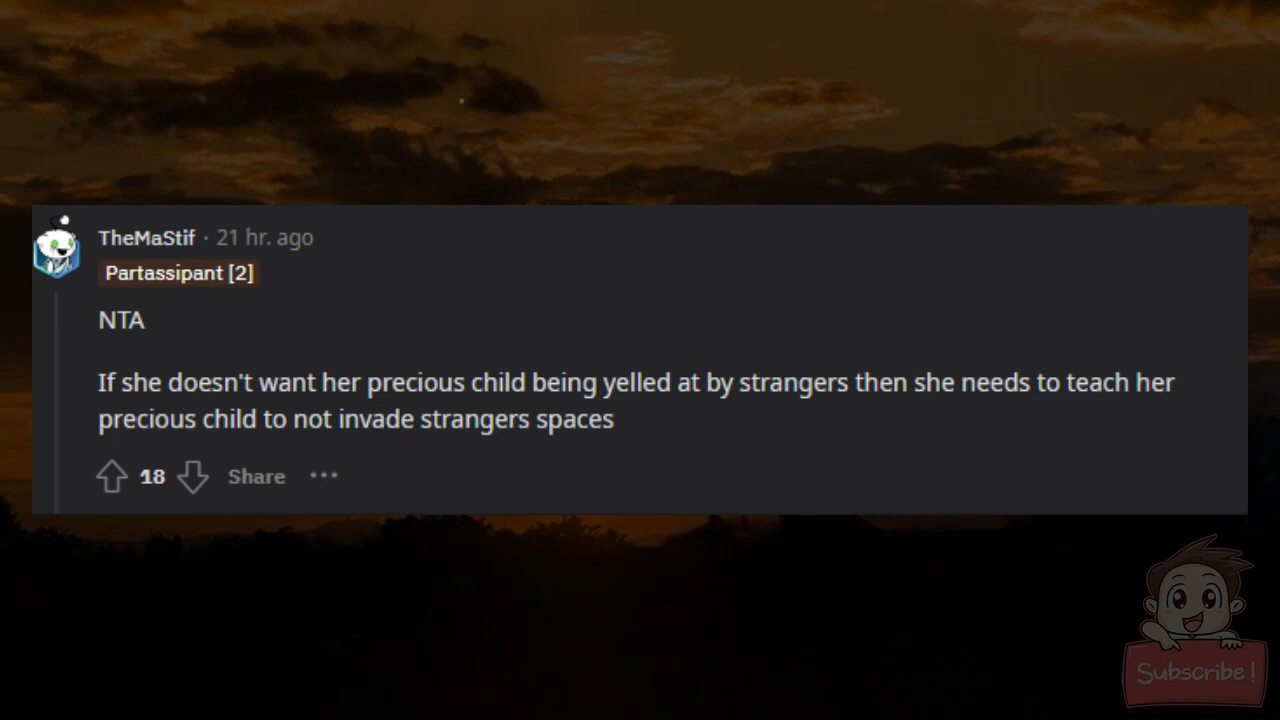 TheMaStif · 21 hr. ago
Partassipant [2]
NTA
If she doesn't want her precious child being yelled at by strangers then she needs to teach her
precious child to not invade strangers spaces
18 Share ···
Subscribe!